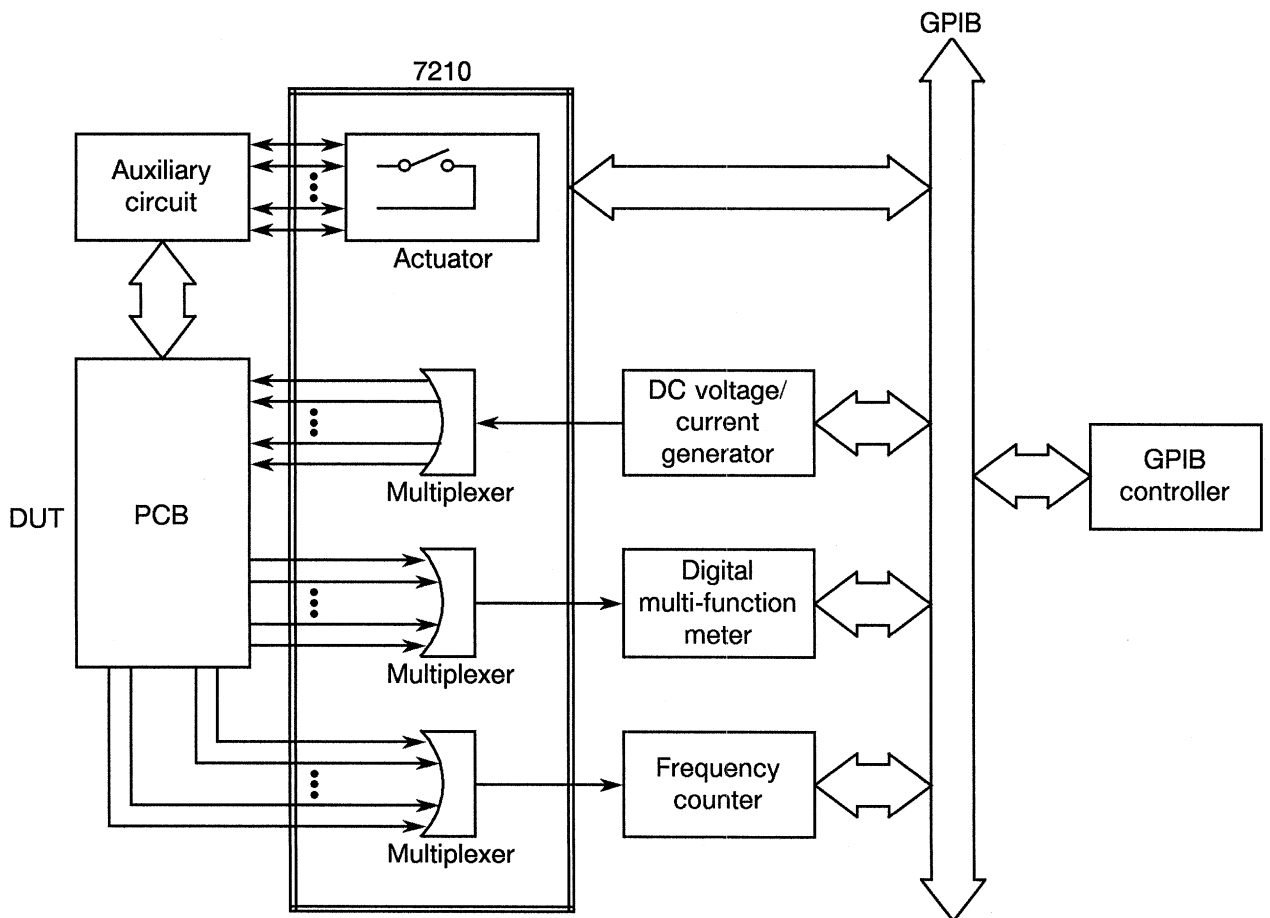 GPIB
7210
Auxiliary
circuit
Actuator
DC voltage/
current
generator
Multiplexer
GPIB
controller
DUT
PCB
Digital
multi-function
meter
Multiplexer
Frequency
counter
Multiplexer